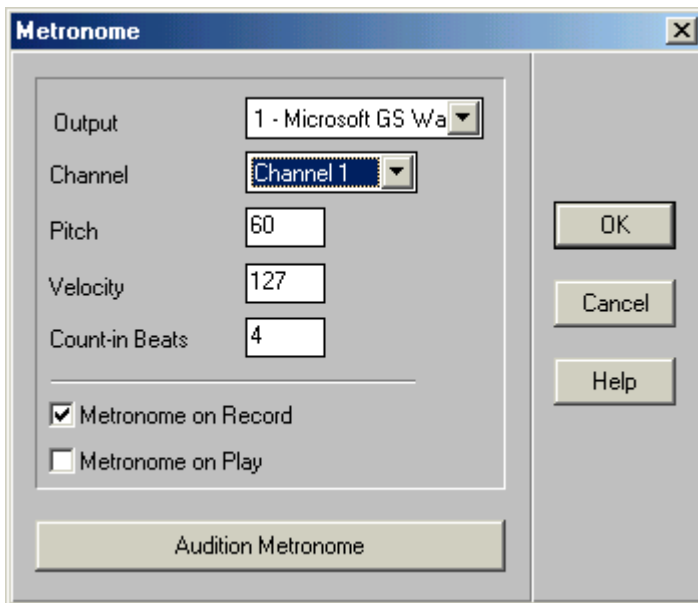 Metronome
Output 1 - Microsoft GS Wa
Channel Channel 1
Pitch 60
Velocity 127
Count-in Beats 4
Metronome on Record
Metronome on Play
Audition Metronome
OK
Cancel
Help